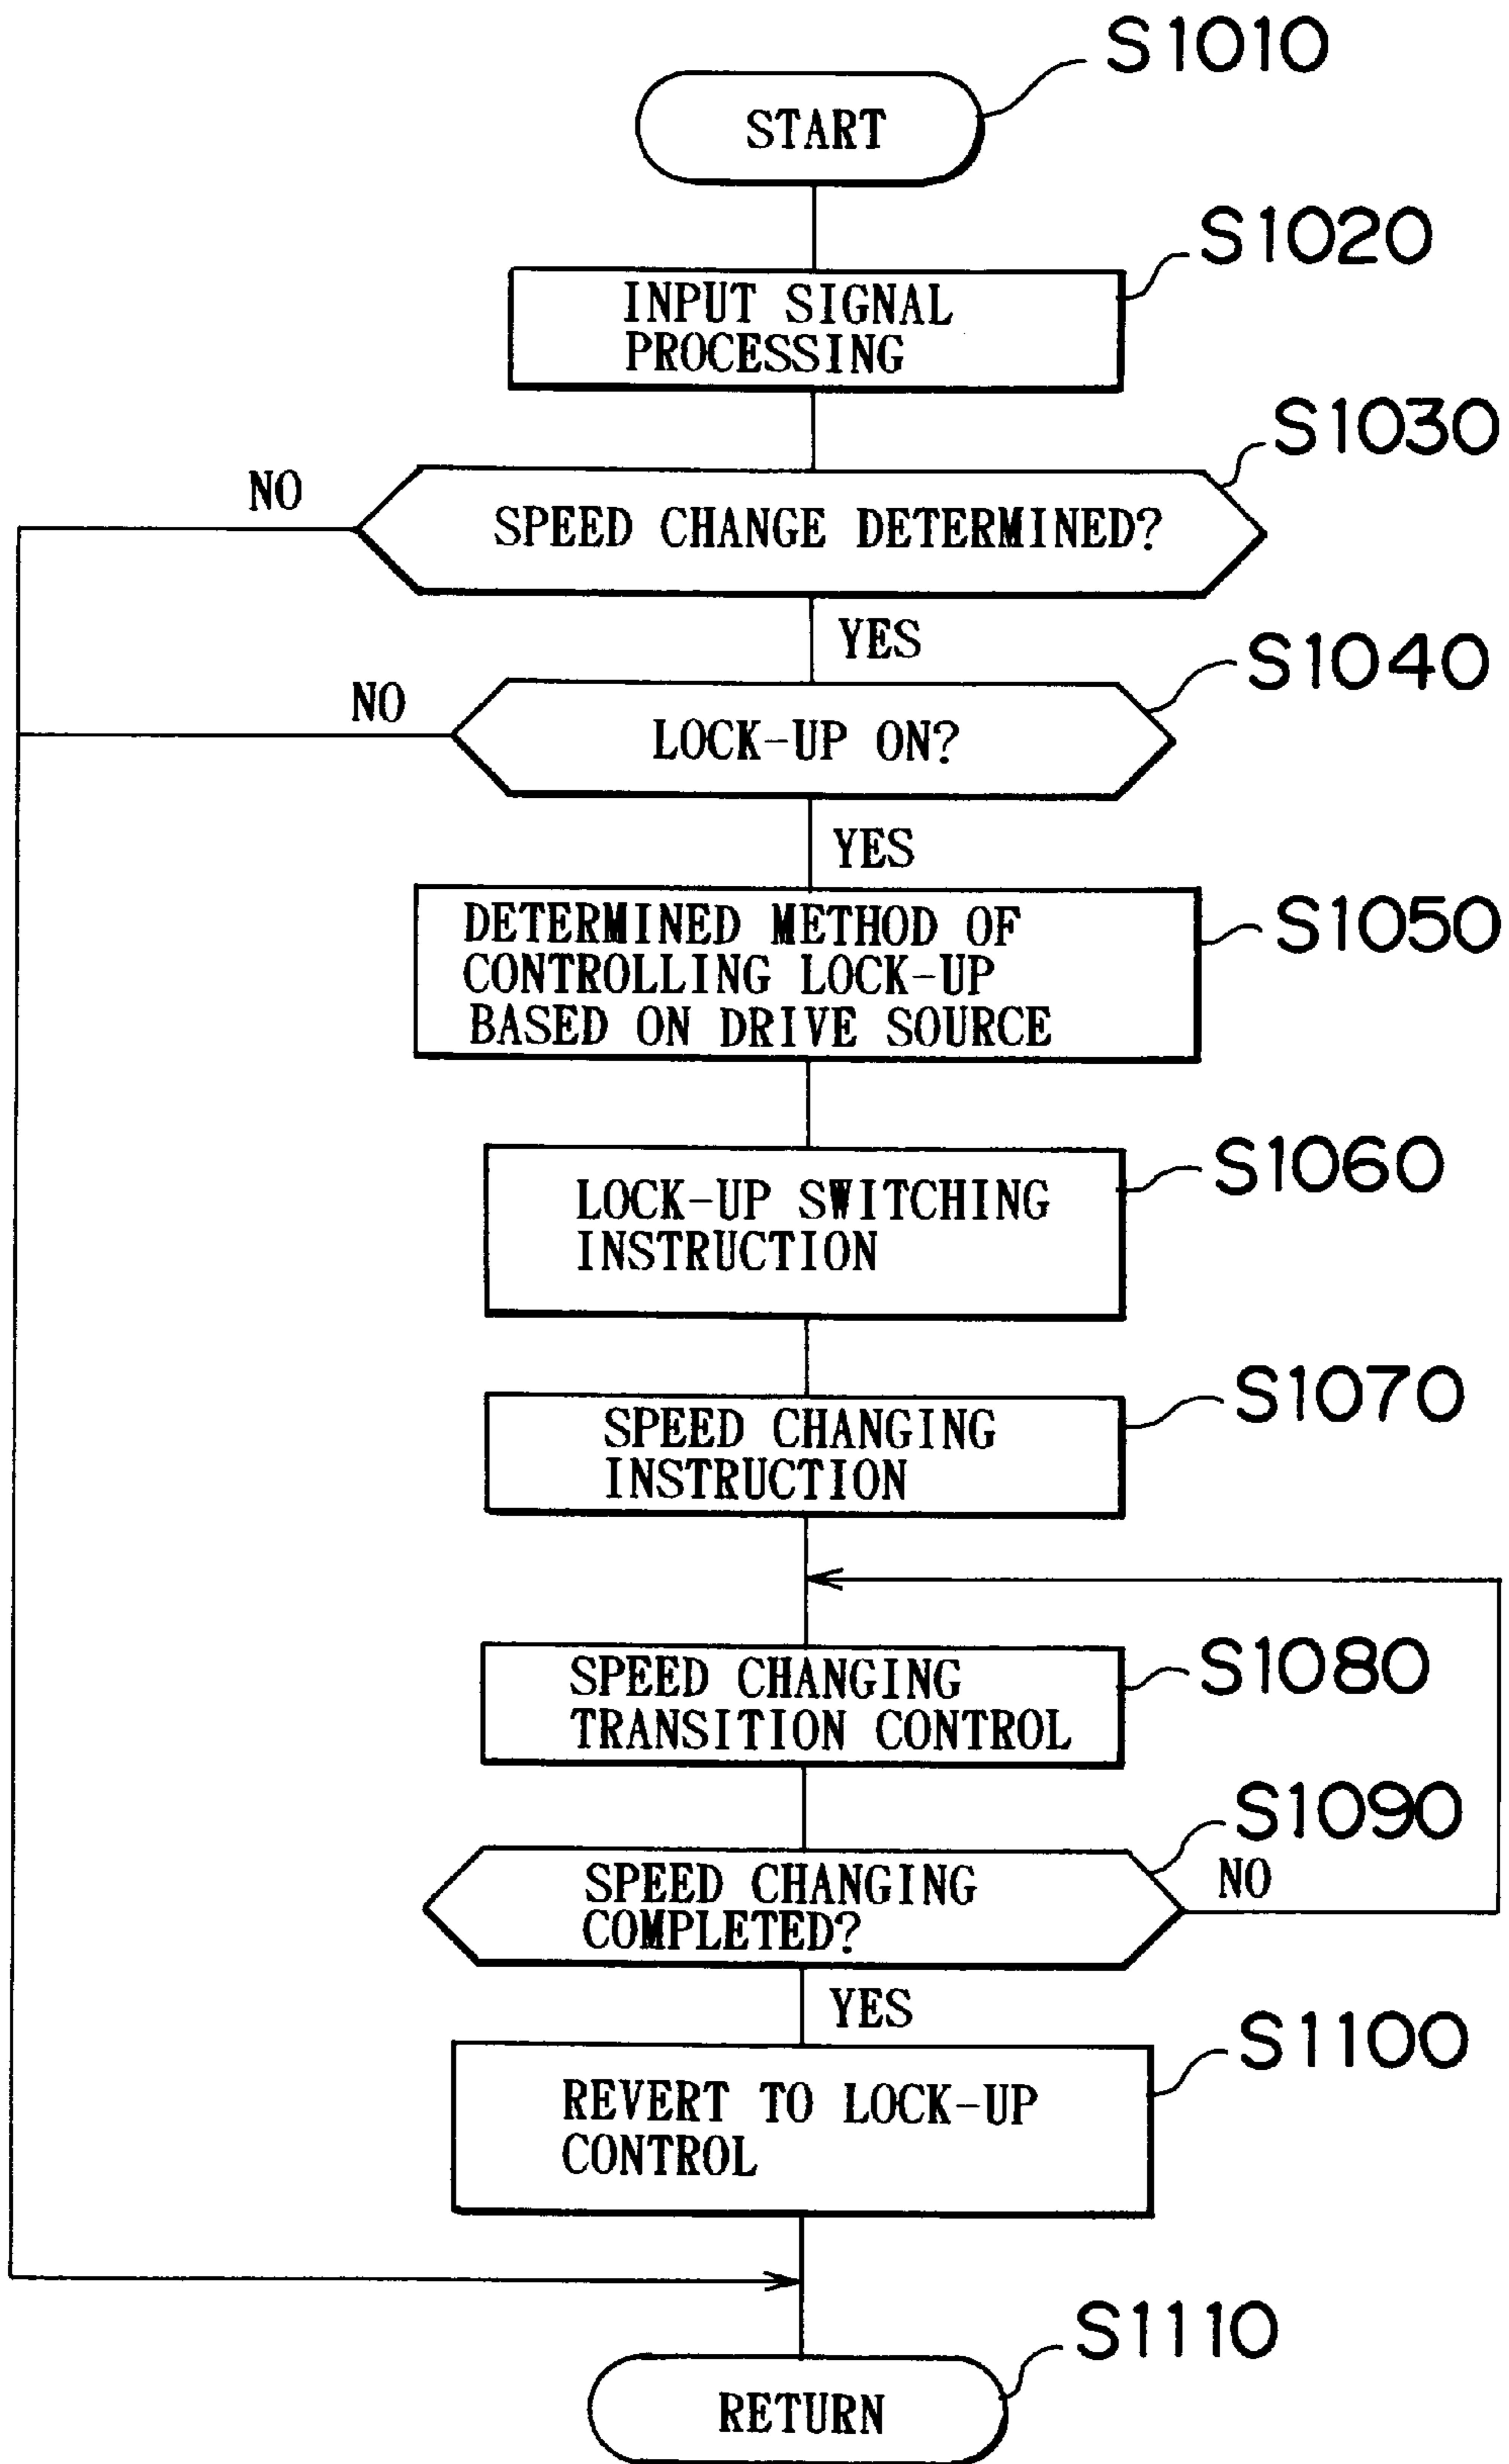 S1010
START
S1020
INPUT SIGNAL
PROCESSING
S1030
NO
SPEED CHANGE DETERMINED?
YES
S1040
NO
LOCK-UP ON?
YES
S1050
DETERMINED METHOD OF
CONTROLLING LOCK-UP
BASED ON DRIVE SOURCE
S1060
LOCK-UP SWITCHING
INSTRUCTION
S1070
SPEED CHANGING
INSTRUCTION
S1080
SPEED CHANGING
TRANSITION CONTROL
S1090
SPEED CHANGING
COMPLETED?
NO
YES
S1100
REVERT TO LOCK-UP
CONTROL
S1110
RETURN